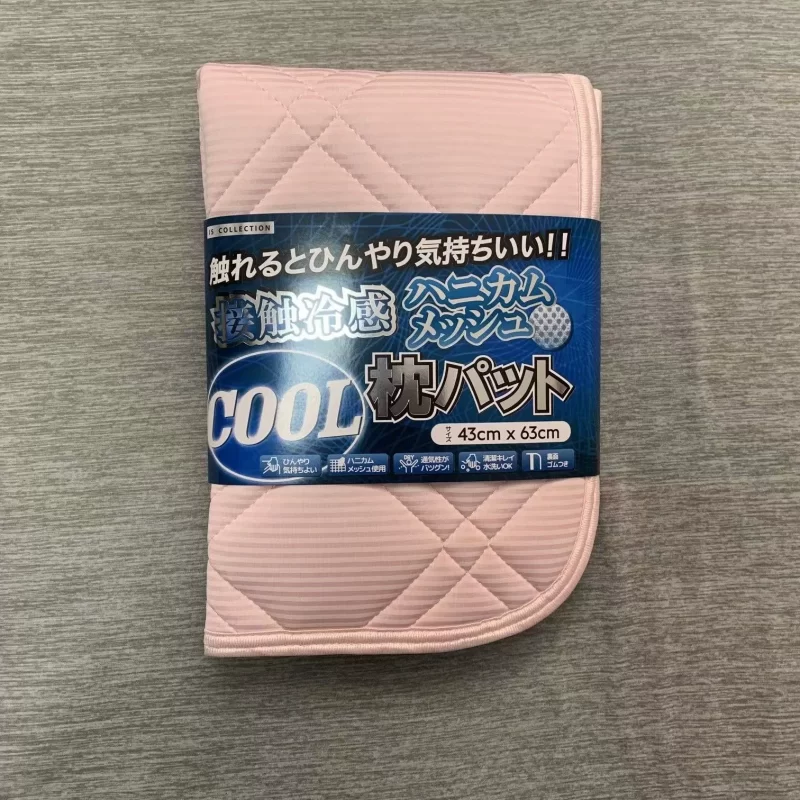 IS COLLECTION
触れるとひんやり気持ちいい!!
接触冷感
ハニカム
メッシュ
COOL
枕パット
サイズ 43cm x 63cm
ひんやり
気持ちよい
ハニカム
メッシュ使用
DRY
通気性が
バツグン!
清潔キレイ
水洗いOK
裏面
ゴムつき